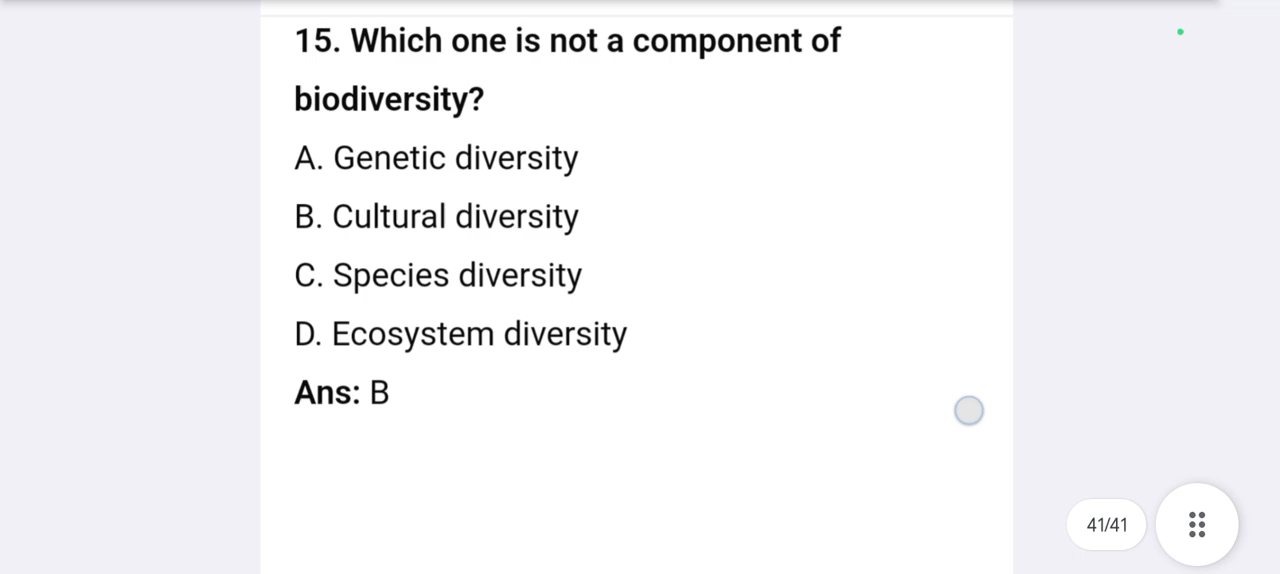 15. Which one is not a component of
biodiversity?
A. Genetic diversity
B. Cultural diversity
C. Species diversity
D. Ecosystem diversity
Ans: B
41/41